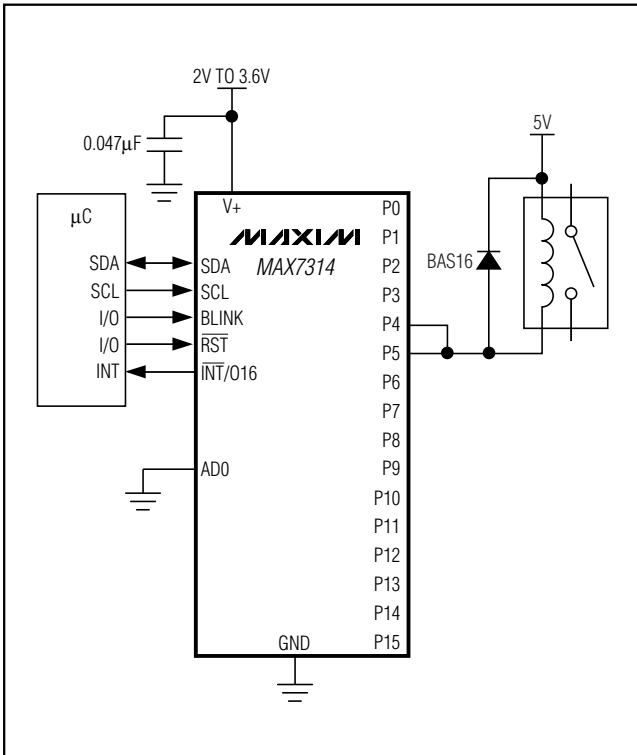 2V TO 3.6V
0.047μF
5V
μC
SDA
SCL
I/O
I/O
INT
V+
MAXIM
MAX7314
SDA
SCL
BLINK
RST
INT/O16
AD0
GND
P0
P1
P2
P3
P4
P5
P6
P7
P8
P9
P10
P11
P12
P13
P14
P15
BAS16